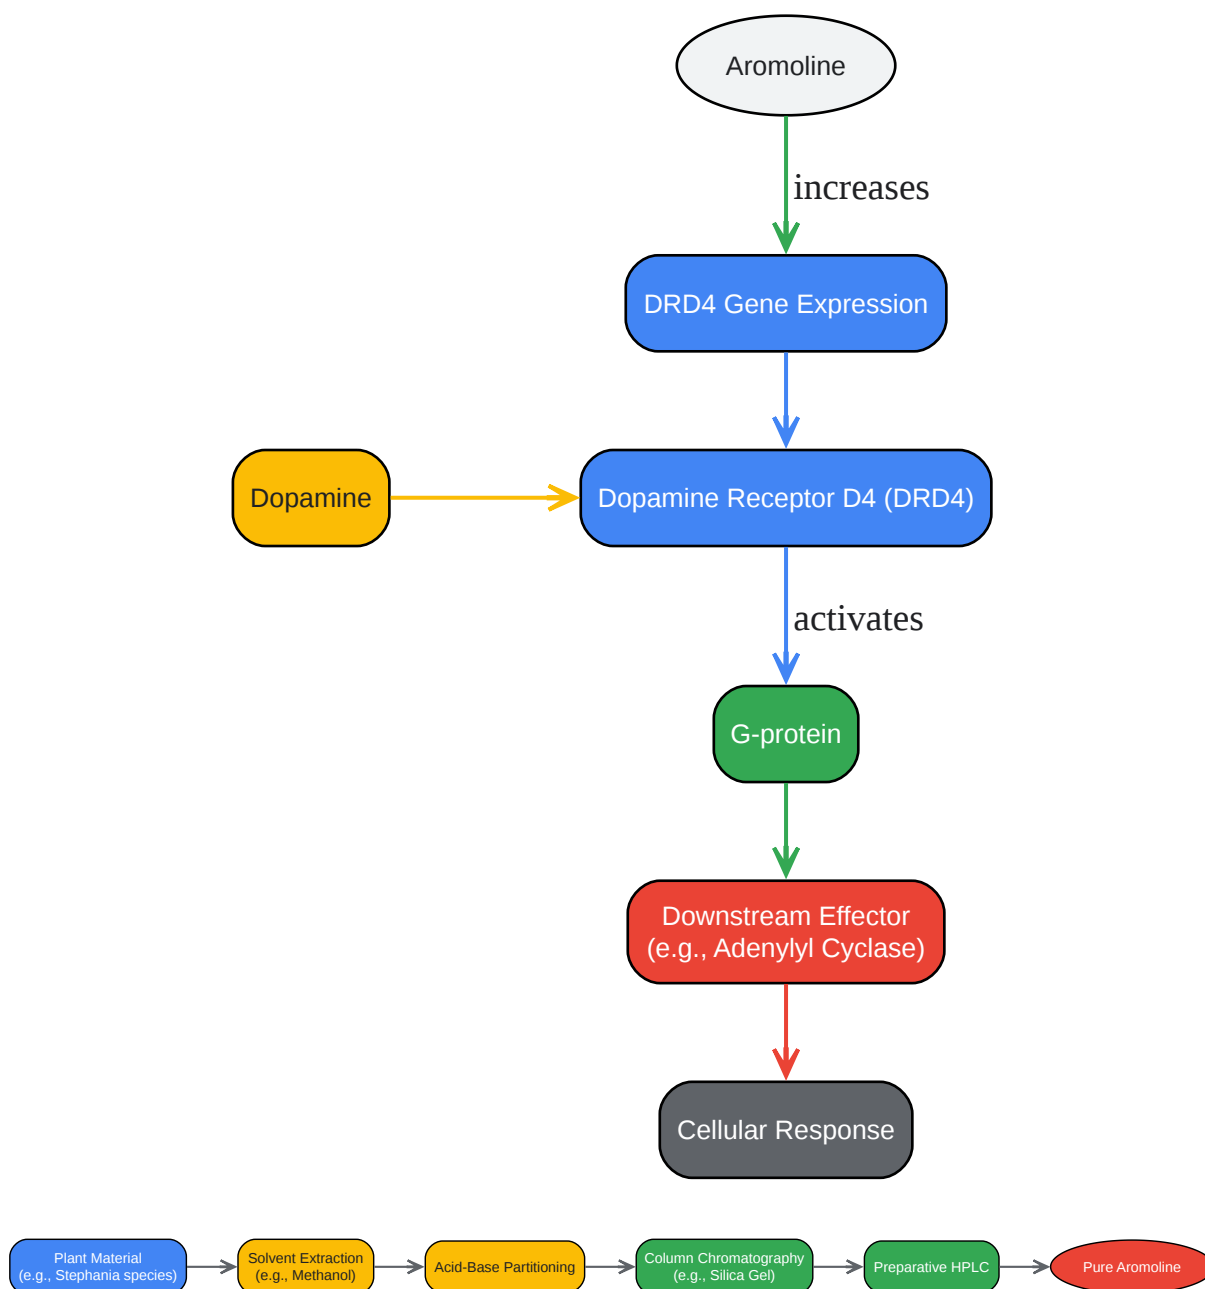 Aromoline
increases
DRD4 Gene Expression
Dopamine
Dopamine Receptor D4 (DRD4)
activates
G-protein
Downstream Effector
(e.g., Adenylyl Cyclase)
Cellular Response
Plant Material
(e.g., Stephania species)
Solvent Extraction
(e.g., Methanol)
Acid-Base Partitioning
Column Chromatography
(e.g., Silica Gel)
Preparative HPLC
Pure Aromoline